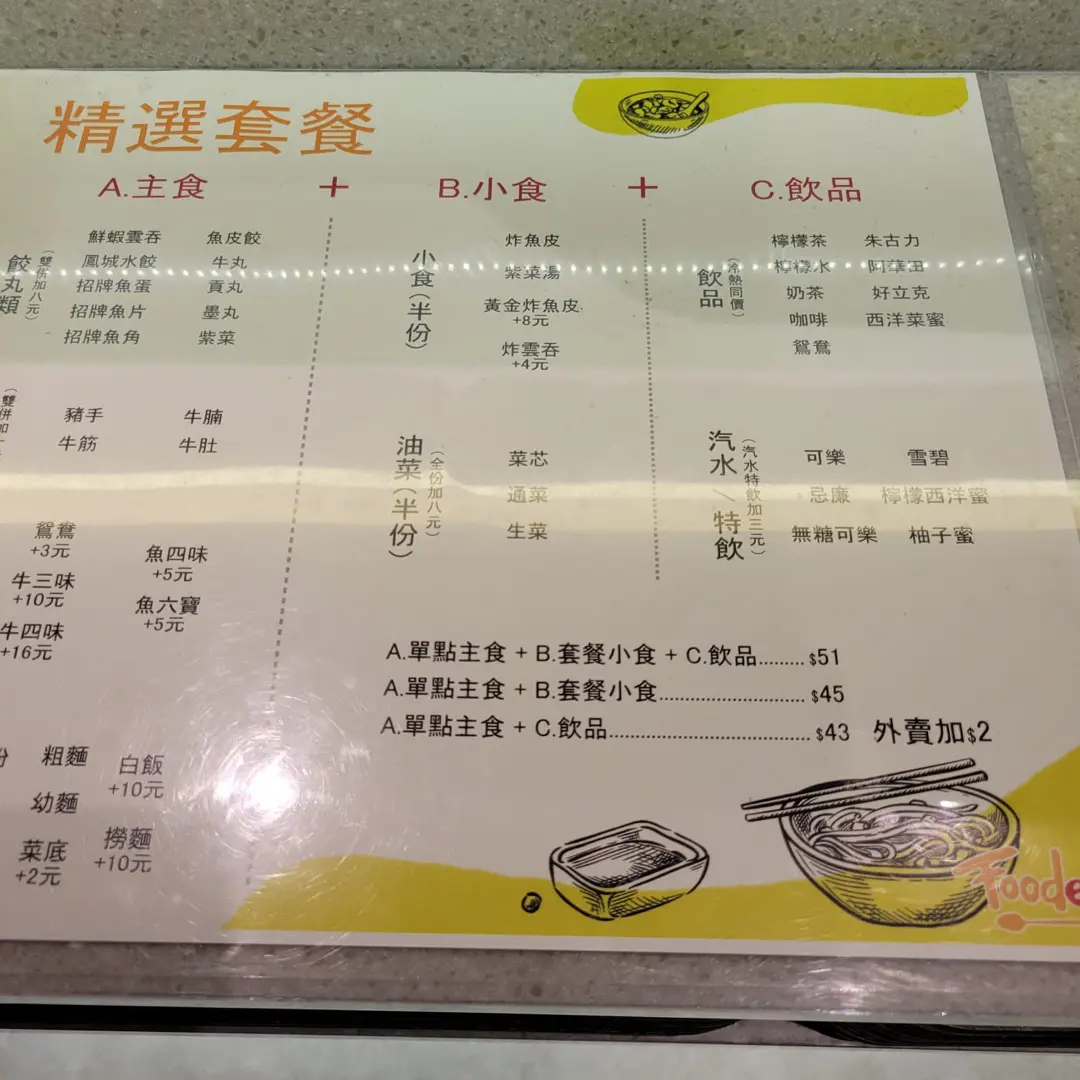 精選套餐
A.主食 + B.小食 + C.飲品
餃丸類
(雙併加八元)
鮮蝦雲吞 魚皮餃
鳳城水餃 牛丸
招牌魚蛋 貢丸
招牌魚片 墨丸
招牌魚角 紫菜
(雙併加
豬手 牛腩
牛筋 牛肚
鴛鴦
+3元
魚四味
+5元
牛三味
+10元
魚六寶
+5元
牛四味
+16元
粗麵 白飯
+10元
幼麵
菜底
+2元
撈麵
+10元
小食(半份)
炸魚皮
紫菜湯
黃金炸魚皮
+8元
炸雲吞
+4元
油菜(半份)
(全份加八元)
菜芯
通菜
生菜
飲品
(冷熱同價)
檸檬茶 朱古力
檸檬水 阿華田
奶茶 好立克
咖啡 西洋菜蜜
鴛鴦
汽水/特飲
(汽水特飲加三元)
可樂 雪碧
忌廉 檸檬西洋蜜
無糖可樂 柚子蜜
A.單點主食 + B.套餐小食 + C.飲品......... $51
A.單點主食 + B.套餐小食............................ $45
A.單點主食 + C.飲品....................................... $43 外賣加$2